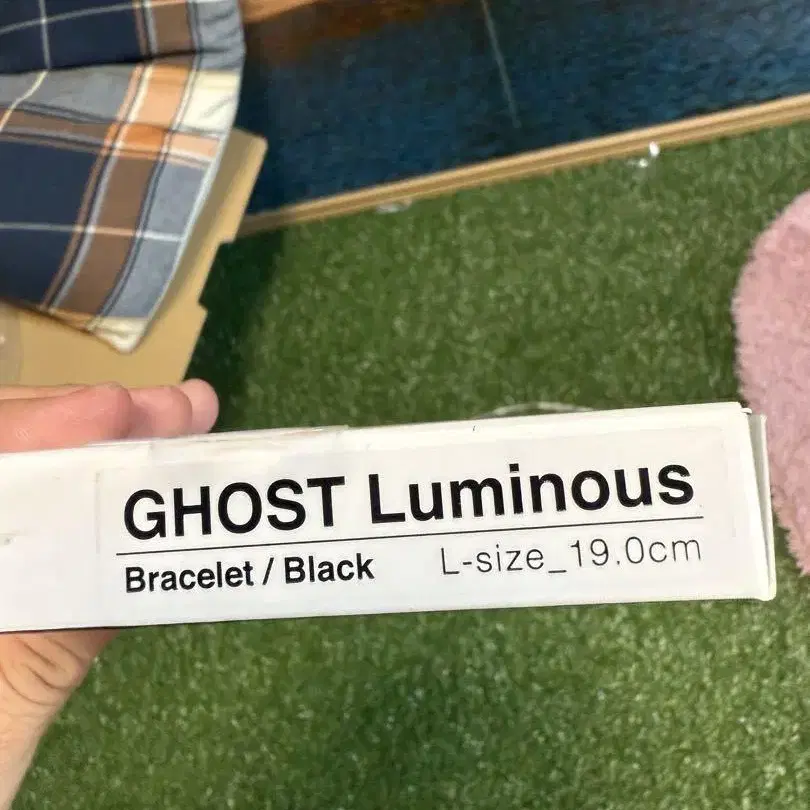 GHOST Luminous
Bracelet / Black L-size_19.0cm